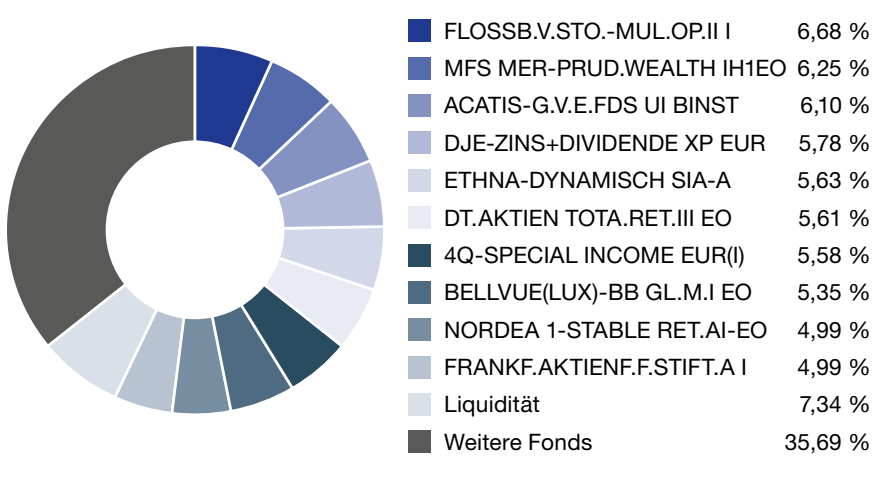 FLOSSB.V.STO.-MUL.OP.II I 6,68 %
MFS MER-PRUD.WEALTH IH1EO 6,25 %
ACATIS-G.V.E.FDS UI BINST 6,10 %
DJE-ZINS+DIVIDENDE XP EUR 5,78 %
ETHNA-DYNAMISCH SIA-A 5,63 %
DT.AKTIEN TOTA.RET.III EO 5,61 %
4Q-SPECIAL INCOME EUR(I) 5,58 %
BELLVUE(LUX)-BB GL.M.I EO 5,35 %
NORDEA 1-STABLE RET.AI-EO 4,99 %
FRANKF.AKTIENF.F.STIFT.A I 4,99 %
Liquidität 7,34 %
Weitere Fonds 35,69 %